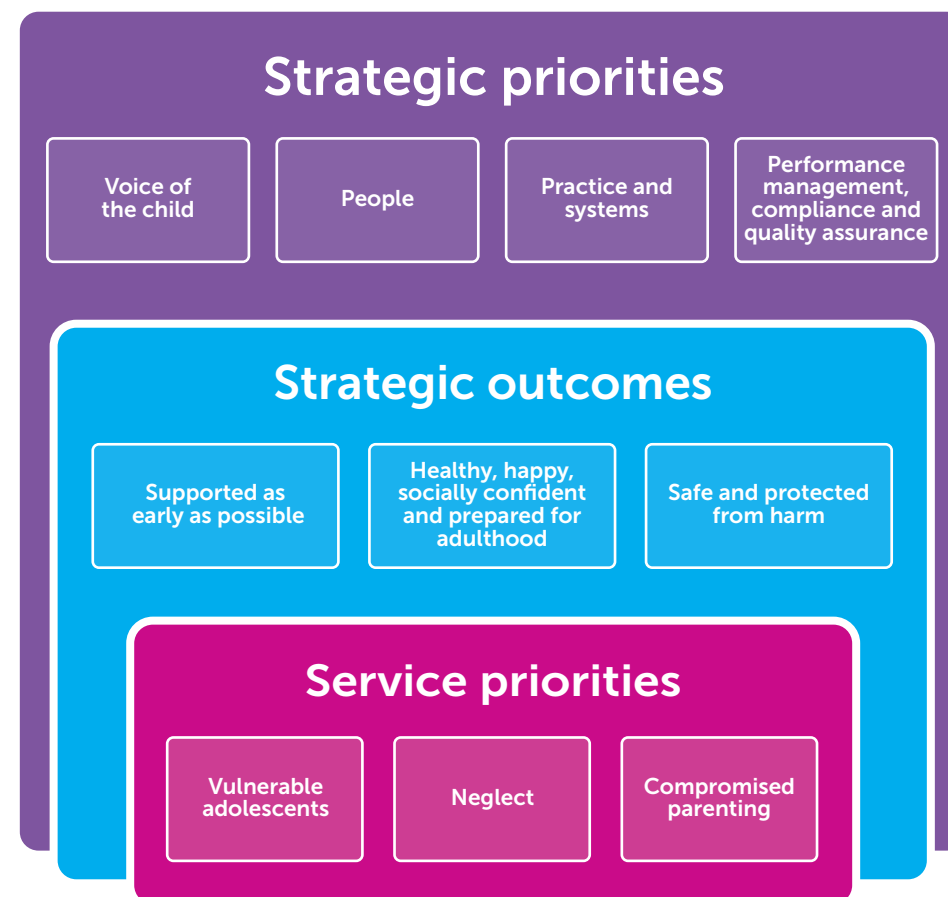 Strategic priorities
Voice of
the child
People
Practice and
systems
Performance
management,
compliance and
quality assurance
Strategic outcomes
Supported as
early as possible
Healthy, happy,
socially confident
and prepared for
adulthood
Safe and protected
from harm
Service priorities
Vulnerable
adolescents
Neglect
Compromised
parenting